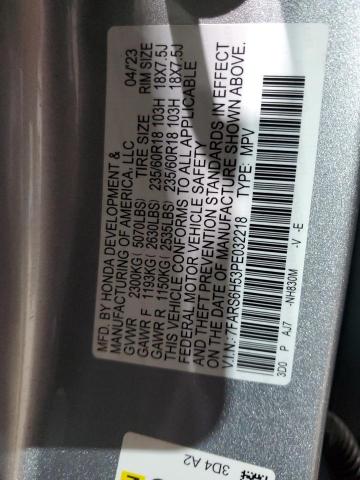 MFD. BY HONDA DEVELOPMENT &
MANUFACTURING OF AMERICA, LLC 04/'23
GVWR 2300KG( 5070LBS) TIRE SIZE RIM SIZE
GAWR F 1193KG( 2630LBS) 235/60R18 103H 18X7.5J
GAWR R 1150KG( 2535LBS) 235/60R18 103H 18X7.5J
THIS VEHICLE CONFORMS TO ALL APPLICABLE
FEDERAL MOTOR VEHICLE SAFETY
AND THEFT PREVENTION STANDARDS IN EFFECT
ON THE DATE OF MANUFACTURE SHOWN ABOVE.
V.I.N.: 7FARS6H53PE032218 TYPE: MPV
3D0 P AJ7 -NH830M -V -E
3D4 A2